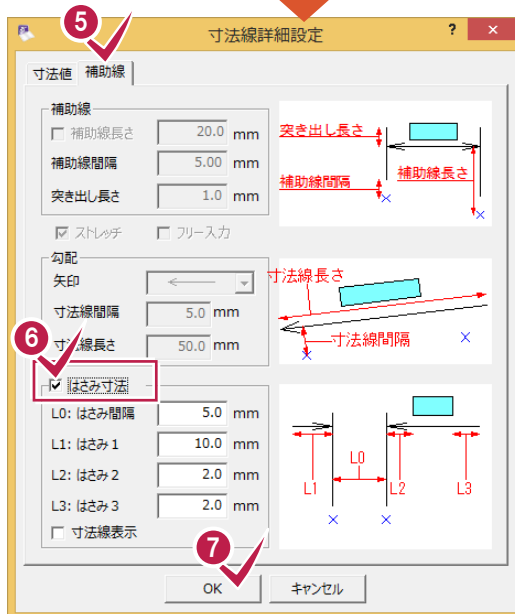 5
寸法線詳細設定 ? ×
寸法値 補助線
補助線
補助線長さ 20.0 mm
補助線間隔 5.00 mm
突き出し長さ 1.0 mm
突き出し長さ
補助線間隔
補助線長さ
ストレッチ フリー入力
勾配
矢印
寸法線間隔 5.0 mm
寸法線長さ 50.0 mm
寸法線長さ
寸法線間隔
6
はさみ寸法
L0: はさみ間隔 5.0 mm
L1: はさみ1 10.0 mm
L2: はさみ2 2.0 mm
L3: はさみ3 2.0 mm
寸法線表示
L0
L1 L2 L3
7
OK キャンセル